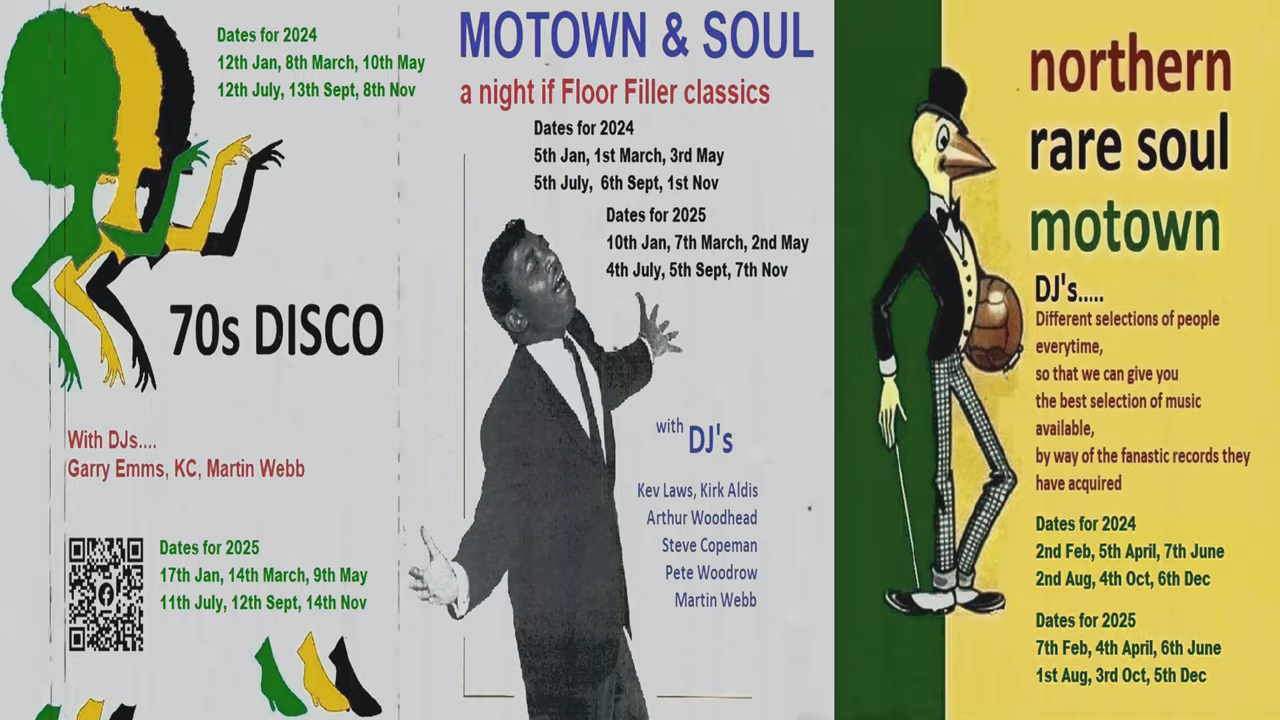 Dates for 2024
12th Jan, 8th March, 10th May
12th July, 13th Sept, 8th Nov
70s DISCO
With DJs....
Garry Emms, KC, Martin Webb
Dates for 2025
17th Jan, 14th March, 9th May
11th July, 12th Sept, 14th Nov
MOTOWN & SOUL
a night if Floor Filler classics
Dates for 2024
5th Jan, 1st March, 3rd May
5th July, 6th Sept, 1st Nov
Dates for 2025
10th Jan, 7th March, 2nd May
4th July, 5th Sept, 7th Nov
with DJ's
Kev Laws, Kirk Aldis
Arthur Woodhead
Steve Copeman
Pete Woodrow
Martin Webb
northern
rare soul
motown
DJ's.....
Different selections of people
everytime,
so that we can give you
the best selection of music
available,
by way of the fanastic records they
have acquired
Dates for 2024
2nd Feb, 5th April, 7th June
2nd Aug, 4th Oct, 6th Dec
Dates for 2025
7th Feb, 4th April, 6th June
1st Aug, 3rd Oct, 5th Dec